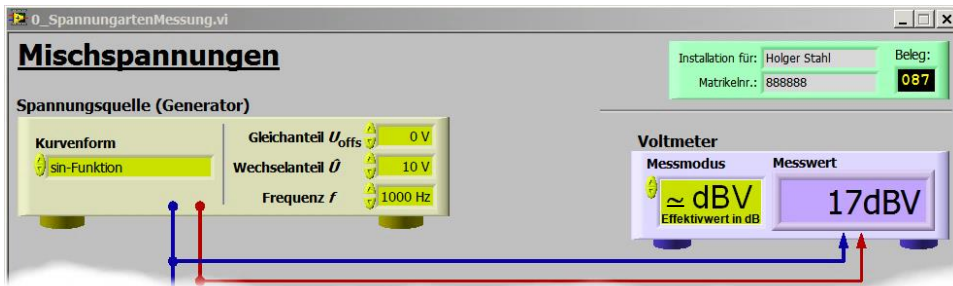 0_SpannungartenMessung.vi
Mischspannungen
Installation für: Holger Stahl
Matrikelnr.: 888888
Beleg:
087
Spannungsquelle (Generator)
Kurvenform
sin-Funktion
Gleichanteil Uoffs 0 V
Wechselanteil Û 10 V
Frequenz f 1000 Hz
Voltmeter
Messmodus Messwert
≃ dBV
Effektivwert in dB
17dBV